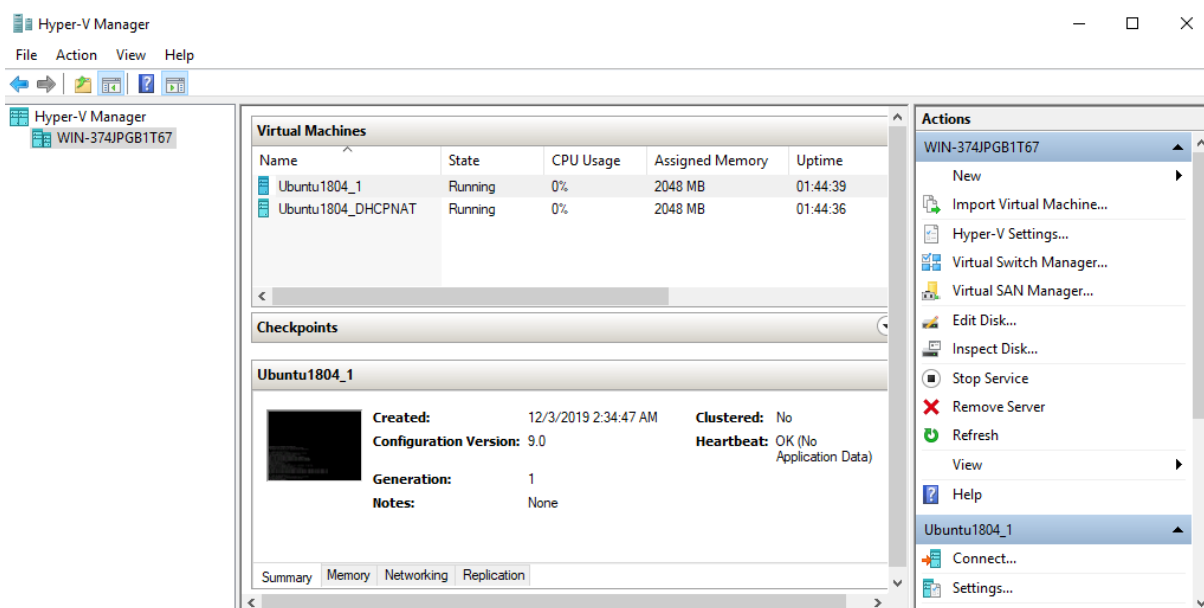 Hyper-V Manager
File Action View Help
Hyper-V Manager
WIN-374JPGB1T67
Virtual Machines
Name State CPU Usage Assigned Memory Uptime
Ubuntu1804_1 Running 0% 2048 MB 01:44:39
Ubuntu1804_DHCPNAT Running 0% 2048 MB 01:44:36
Checkpoints
Ubuntu1804_1
Created: 12/3/2019 2:34:47 AM Clustered: No
Configuration Version: 9.0 Heartbeat: OK (No
Application Data)
Generation: 1
Notes: None
Summary Memory Networking Replication
Actions
WIN-374JPGB1T67
New
Import Virtual Machine...
Hyper-V Settings...
Virtual Switch Manager...
Virtual SAN Manager...
Edit Disk...
Inspect Disk...
Stop Service
Remove Server
Refresh
View
Help
Ubuntu1804_1
Connect...
Settings...